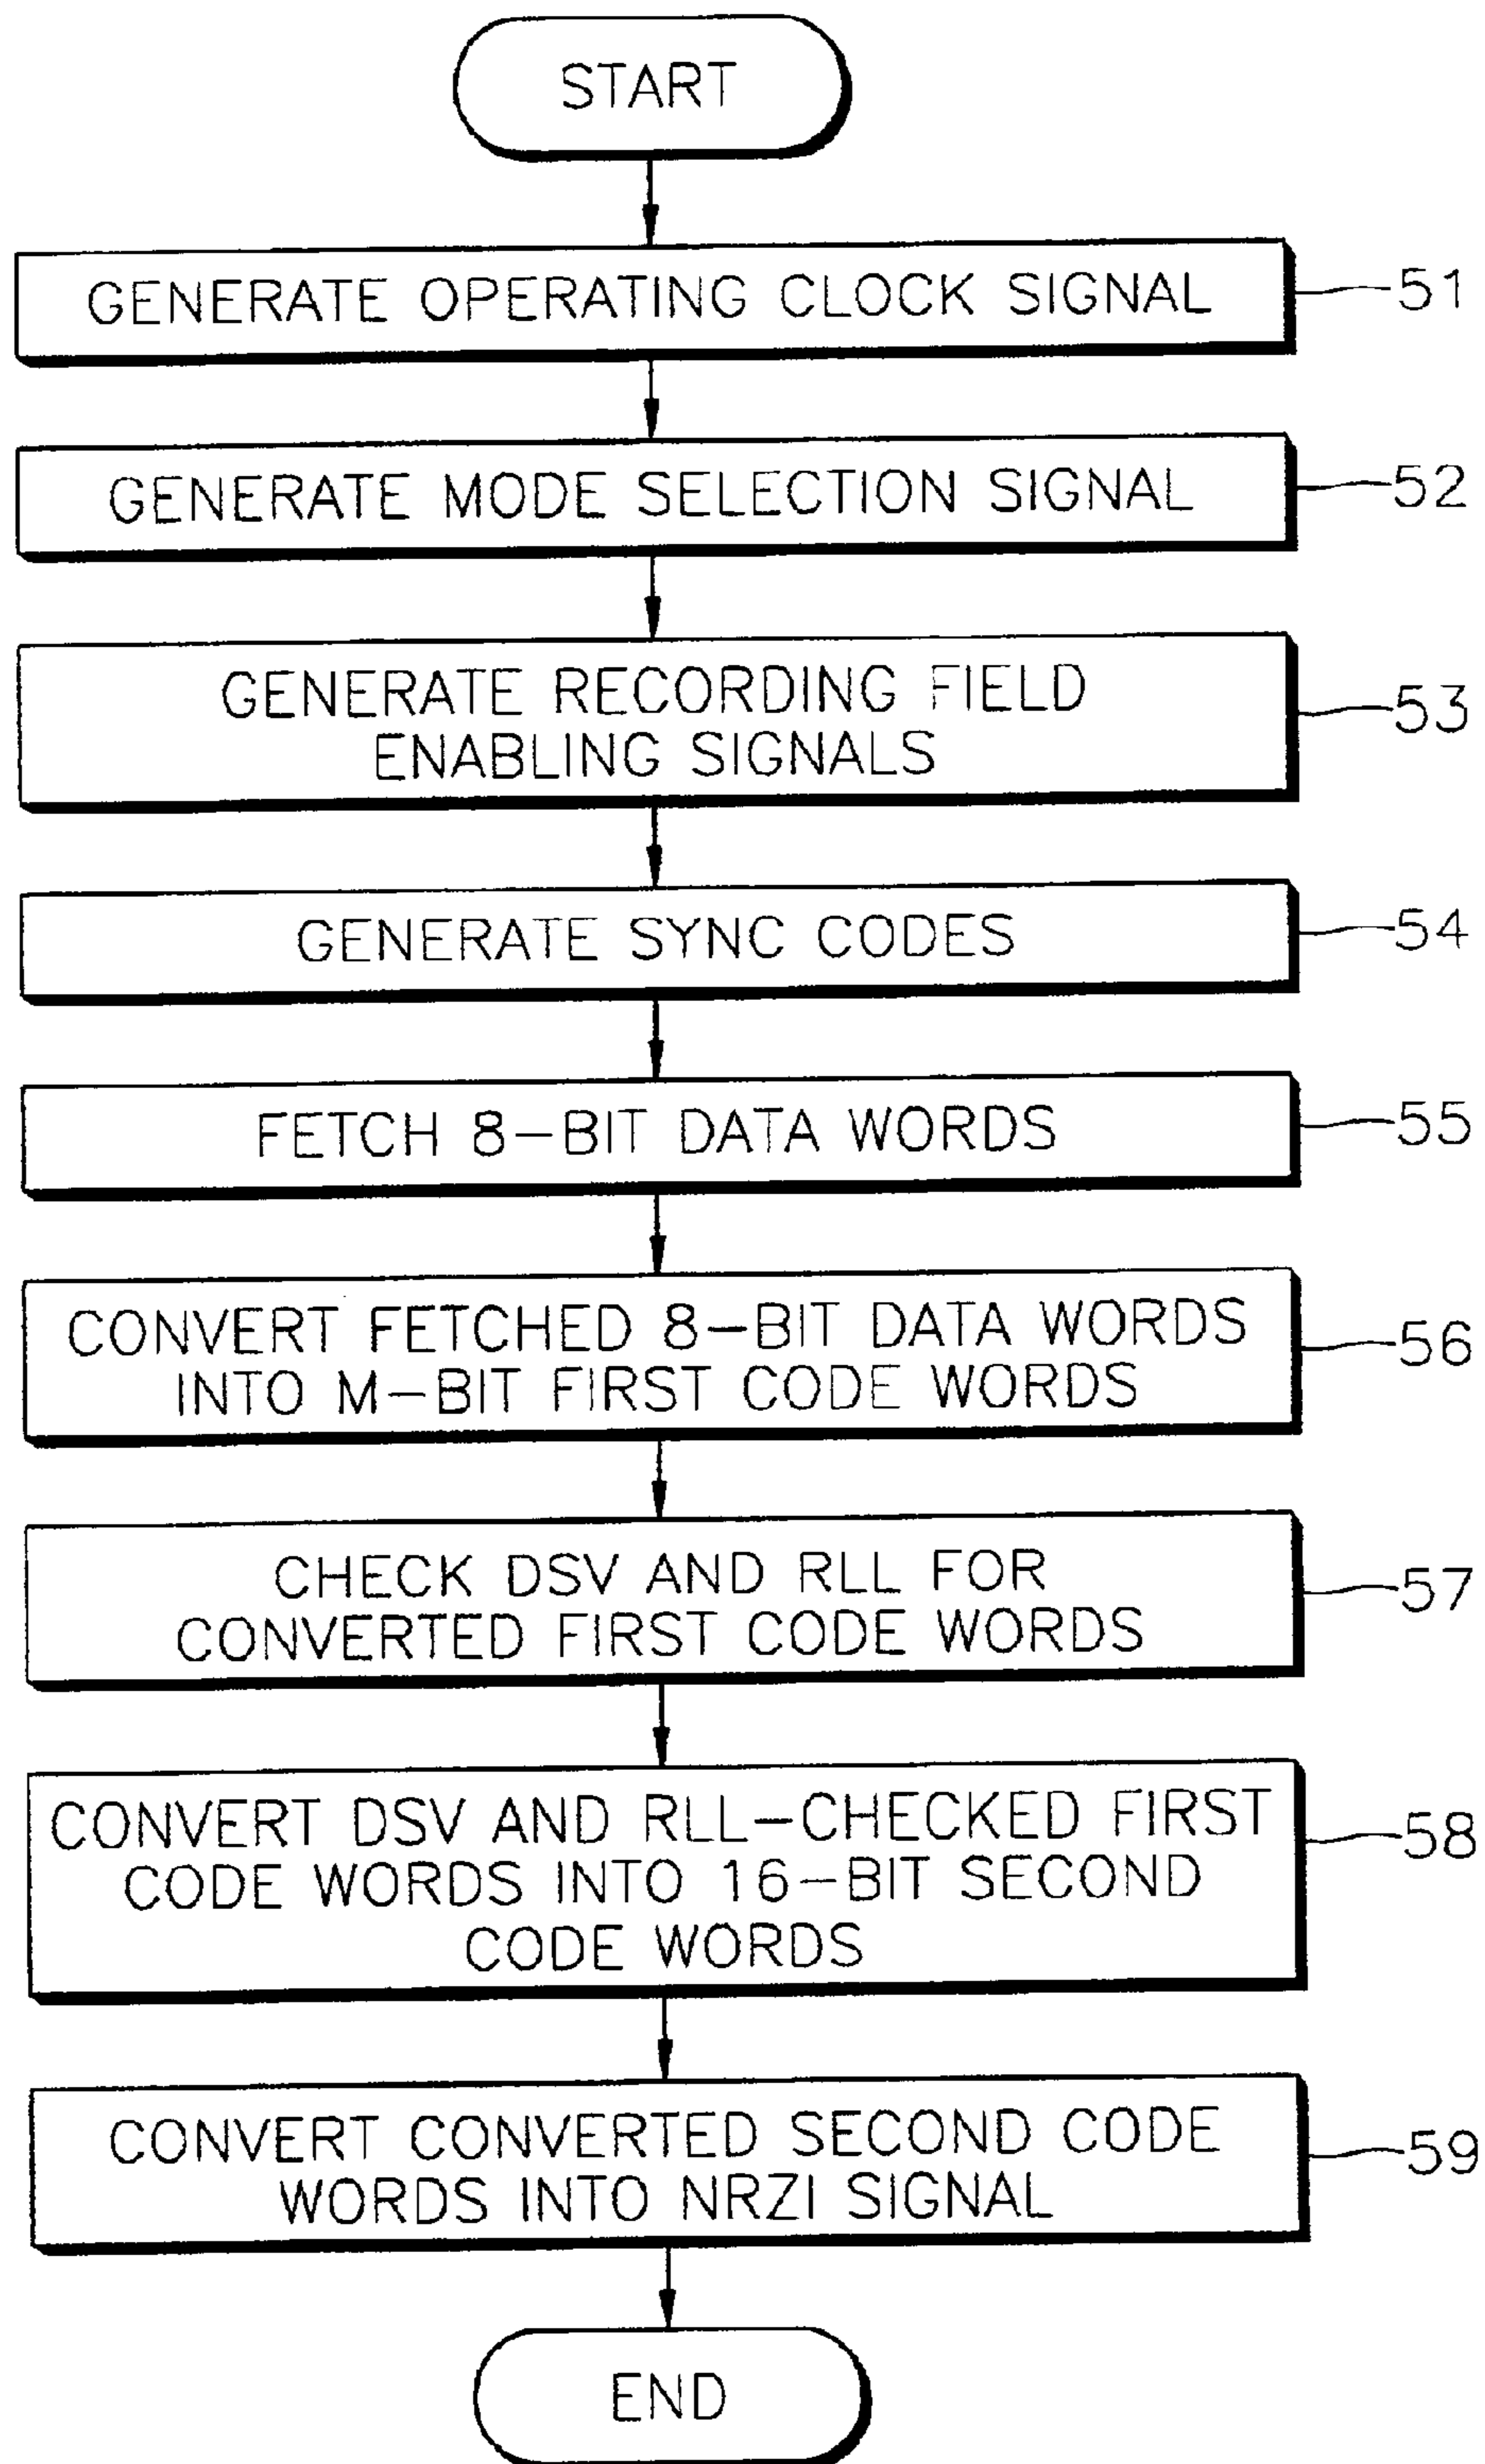 START
GENERATE OPERATING CLOCK SIGNAL
51
GENERATE MODE SELECTION SIGNAL
52
GENERATE RECORDING FIELD
ENABLING SIGNALS
53
GENERATE SYNC CODES
54
FETCH 8-BIT DATA WORDS
55
CONVERT FETCHED 8-BIT DATA WORDS
INTO M-BIT FIRST CODE WORDS
56
CHECK DSV AND RLL FOR
CONVERTED FIRST CODE WORDS
57
CONVERT DSV AND RLL-CHECKED FIRST
CODE WORDS INTO 16-BIT SECOND
CODE WORDS
58
CONVERT CONVERTED SECOND CODE
WORDS INTO NRZI SIGNAL
59
END